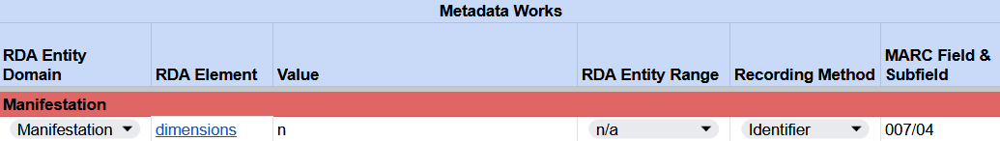 Metadata Works
RDA Entity Domain RDA Element Value RDA Entity Range Recording Method MARC Field & Subfield
Manifestation
Manifestation dimensions n n/a Identifier 007/04